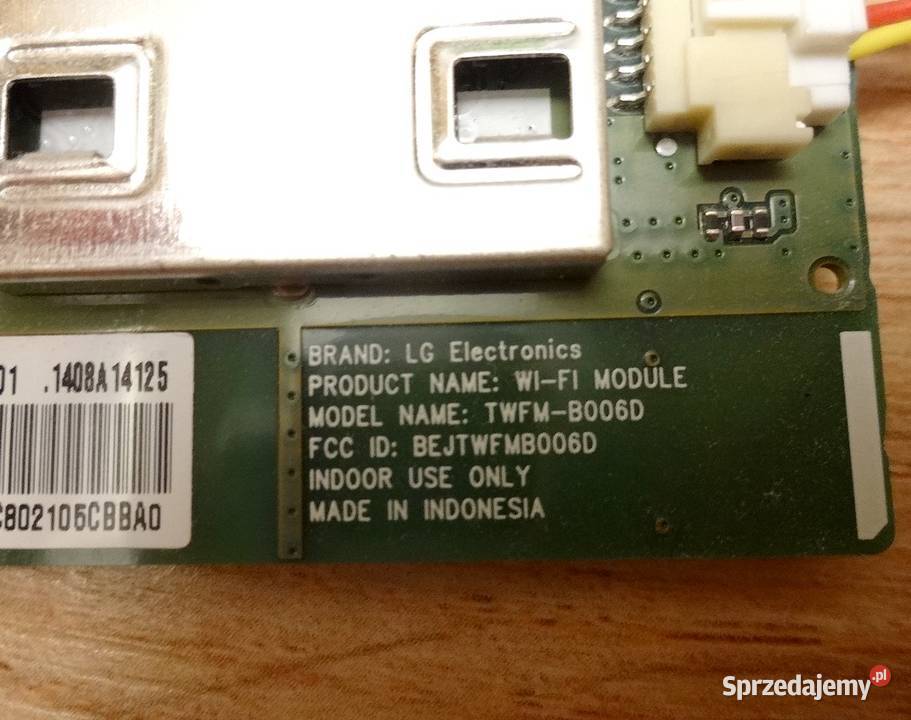 01 .1408A14125
C802105CBBA0
BRAND: LG Electronics
PRODUCT NAME: WI-FI MODULE
MODEL NAME: TWFM-B006D
FCC ID: BEJTWFMB006D
INDOOR USE ONLY
MADE IN INDONESIA
Sprzedajemy.pl